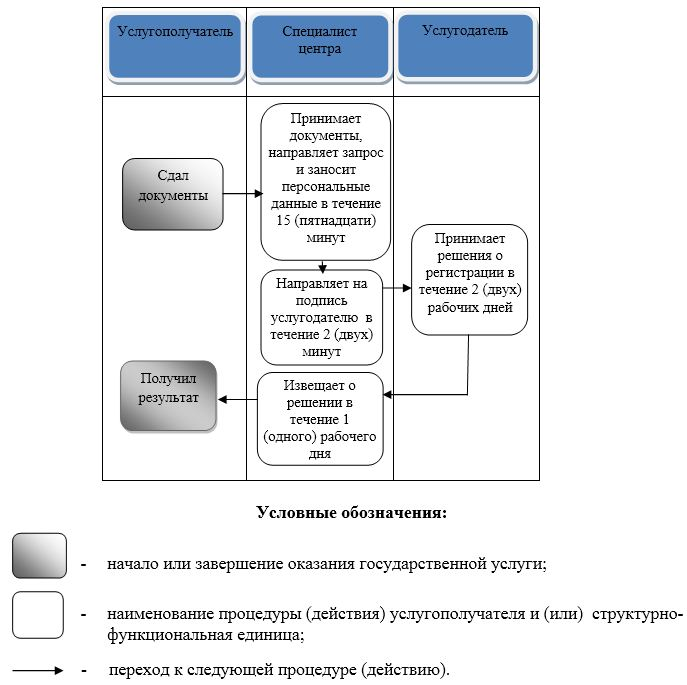 Услугополучатель
Специалист
центра
Услугодатель
Сдал
документы
Принимает
документы,
направляет запрос
и заносит
персональные
данные в течение
15 (пятнадцати)
минут
Направляет на
подпись
услугодателю в
течение 2 (двух)
минут
Принимает
решения о
регистрации в
течение 2 (двух)
рабочих дней
Извещает о
решении в
течение 1
(одного) рабочего
дня
Получил
результат
Условные обозначения:
- начало или завершение оказания государственной услуги;
- наименование процедуры (действия) услугополучателя и (или) структурно-
функциональная единица;
- переход к следующей процедуре (действию).